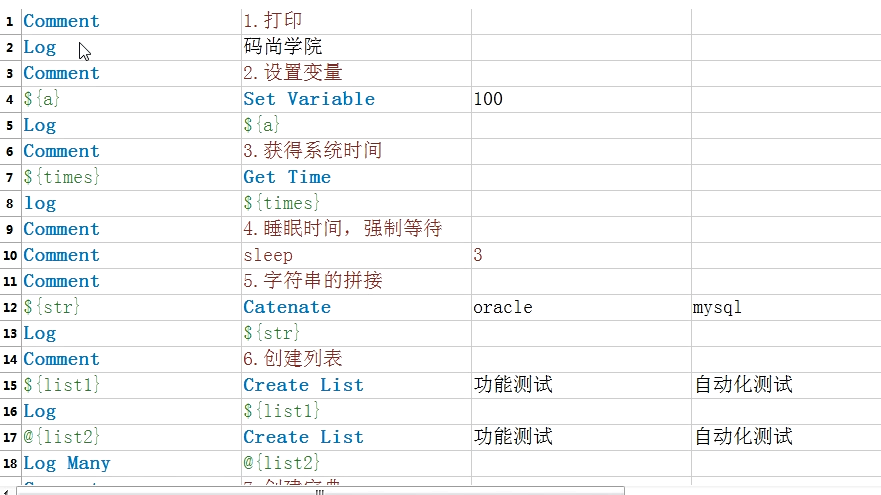 1 Comment 1.打印
2 Log 码尚学院
3 Comment 2.设置变量
4 ${a} Set Variable 100
5 Log ${a}
6 Comment 3.获得系统时间
7 ${times} Get Time
8 log ${times}
9 Comment 4.睡眠时间，强制等待
10 Comment sleep 3
11 Comment 5.字符串的拼接
12 ${str} Catenate oracle mysql
13 Log ${str}
14 Comment 6.创建列表
15 ${list1} Create List 功能测试 自动化测试
16 Log ${list1}
17 @{list2} Create List 功能测试 自动化测试
18 Log Many @{list2}